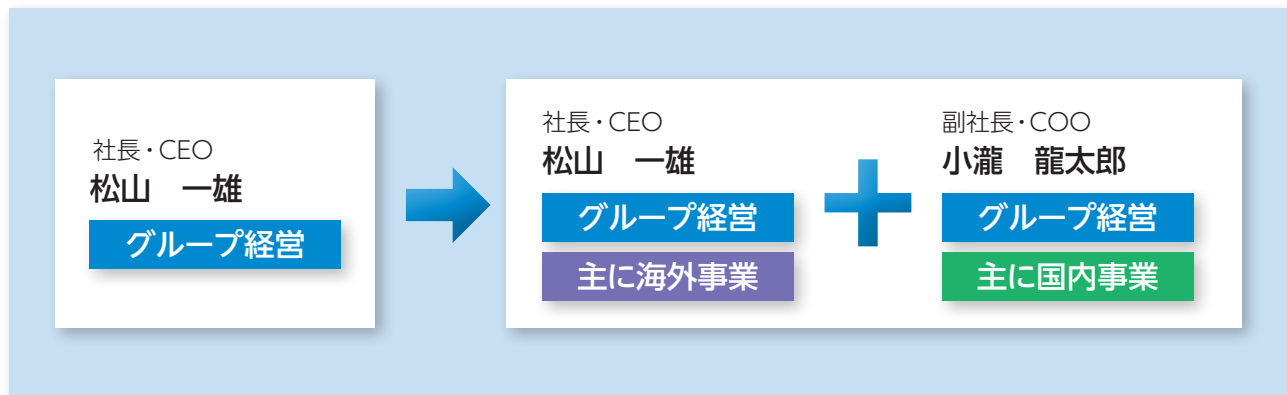 社長・CEO
松山　一雄
グループ経営
社長・CEO
松山　一雄
グループ経営
主に海外事業
副社長・COO
小瀧　龍太郎
グループ経営
主に国内事業